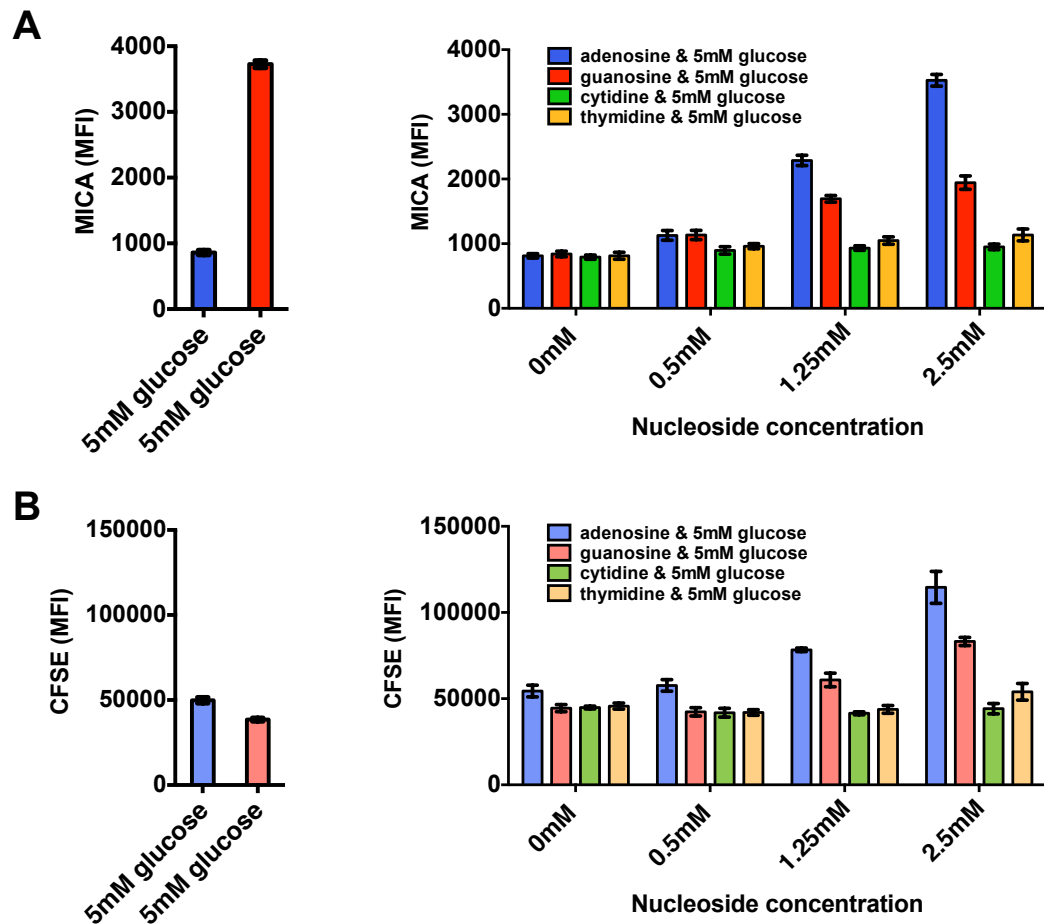 A
MICA (MFI)
4000
3000
2000
1000
0
5mM glucose
5mM glucose
MICA (MFI)
4000
3000
2000
1000
0
adenosine & 5mM glucose
guanosine & 5mM glucose
cytidine & 5mM glucose
thymidine & 5mM glucose
0mM
0.5mM
1.25mM
2.5mM
Nucleoside concentration
B
CFSE (MFI)
150000
100000
50000
0
5mM glucose
5mM glucose
CFSE (MFI)
150000
100000
50000
0
adenosine & 5mM glucose
guanosine & 5mM glucose
cytidine & 5mM glucose
thymidine & 5mM glucose
0mM
0.5mM
1.25mM
2.5mM
Nucleoside concentration